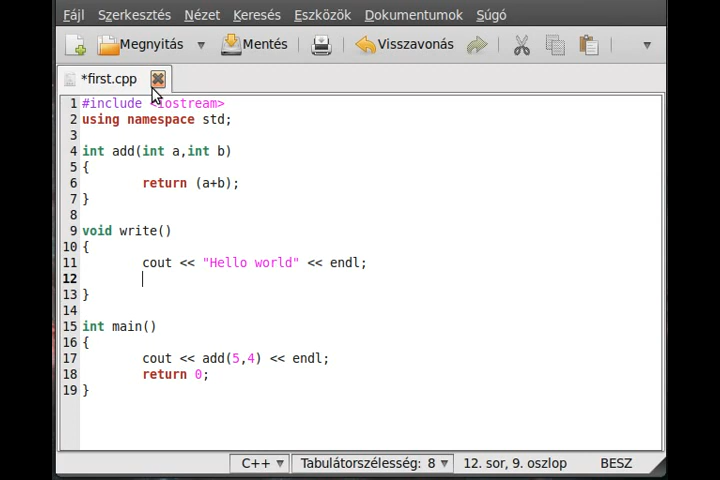 Fájl Szerkesztés Nézet Keresés Eszközök Dokumentumok Súgó
Megnyitás Mentés Visszavonás
*first.cpp
1 #include <iostream>
2 using namespace std;
3
4 int add(int a,int b)
5 {
6 return (a+b);
7 }
8
9 void write()
10 {
11 cout << "Hello world" << endl;
12
13 }
14
15 int main()
16 {
17 cout << add(5,4) << endl;
18 return 0;
19 }
C++ Tabulátorszélesség: 8 12. sor, 9. oszlop BESZ